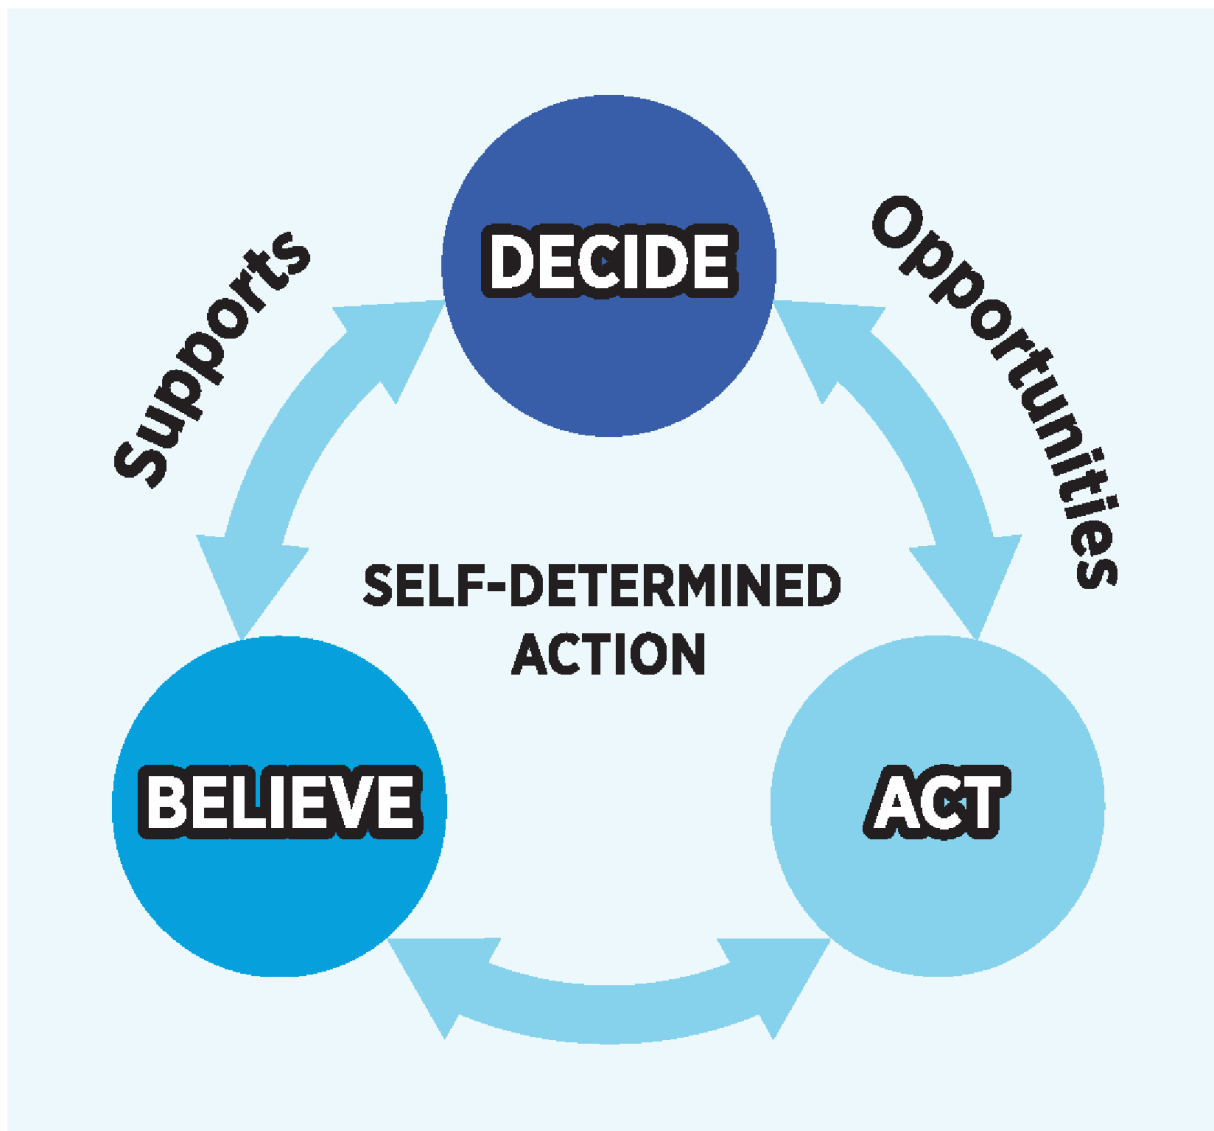 DECIDE
Supports
Opportunities
SELF-DETERMINED
ACTION
BELIEVE
ACT